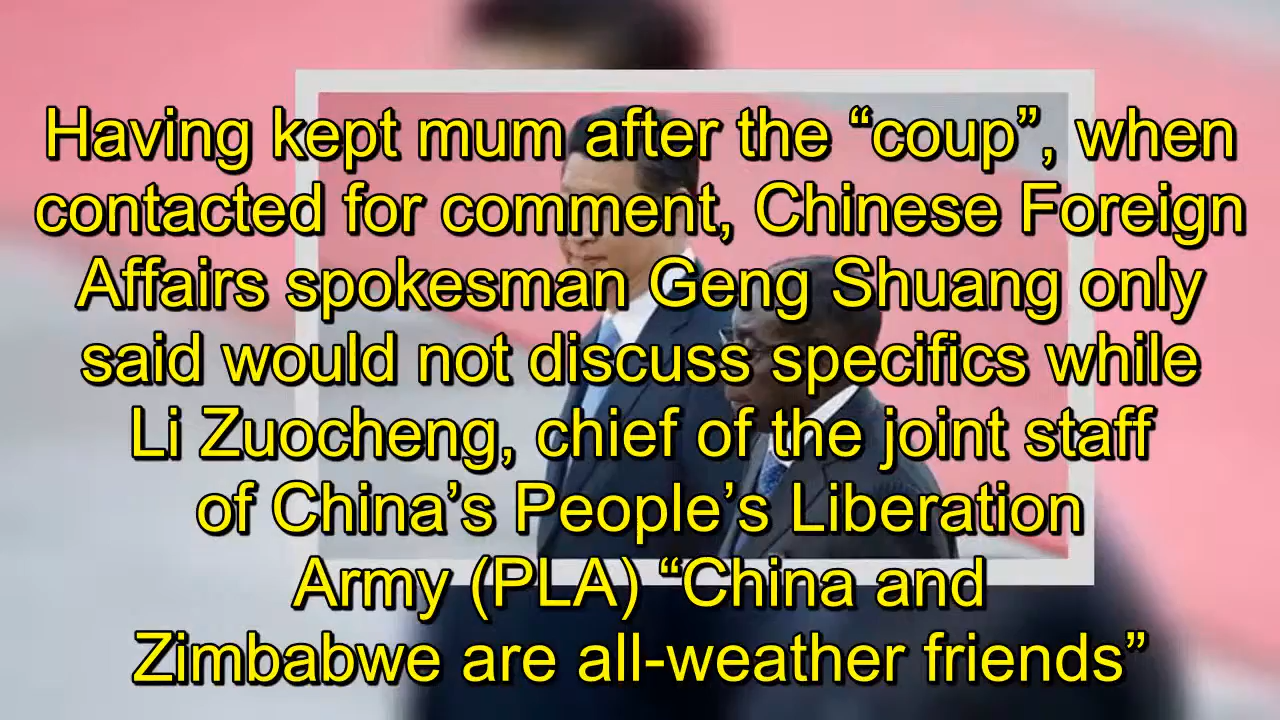 Having kept mum after the “coup”, when
contacted for comment, Chinese Foreign
Affairs spokesman Geng Shuang only
said would not discuss specifics while
Li Zuocheng, chief of the joint staff
of China’s People’s Liberation
Army (PLA) “China and
Zimbabwe are all-weather friends”